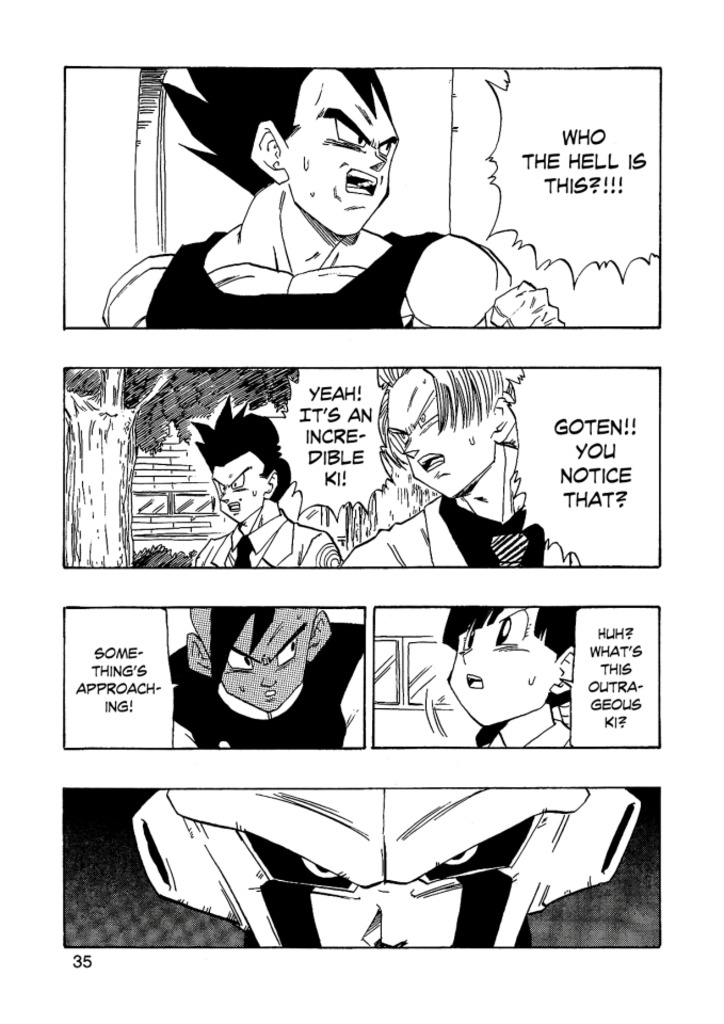 WHO
THE HELL IS
THIS?!!!
GOTEN!!
YOU
NOTICE
THAT?
YEAH!
IT'S AN
INCRE-
DIBLE
KI!
HUH?
WHAT'S
THIS
OUTRA-
GEOUS
KI?
SOME-
THING'S
APPROACH-
ING!
35